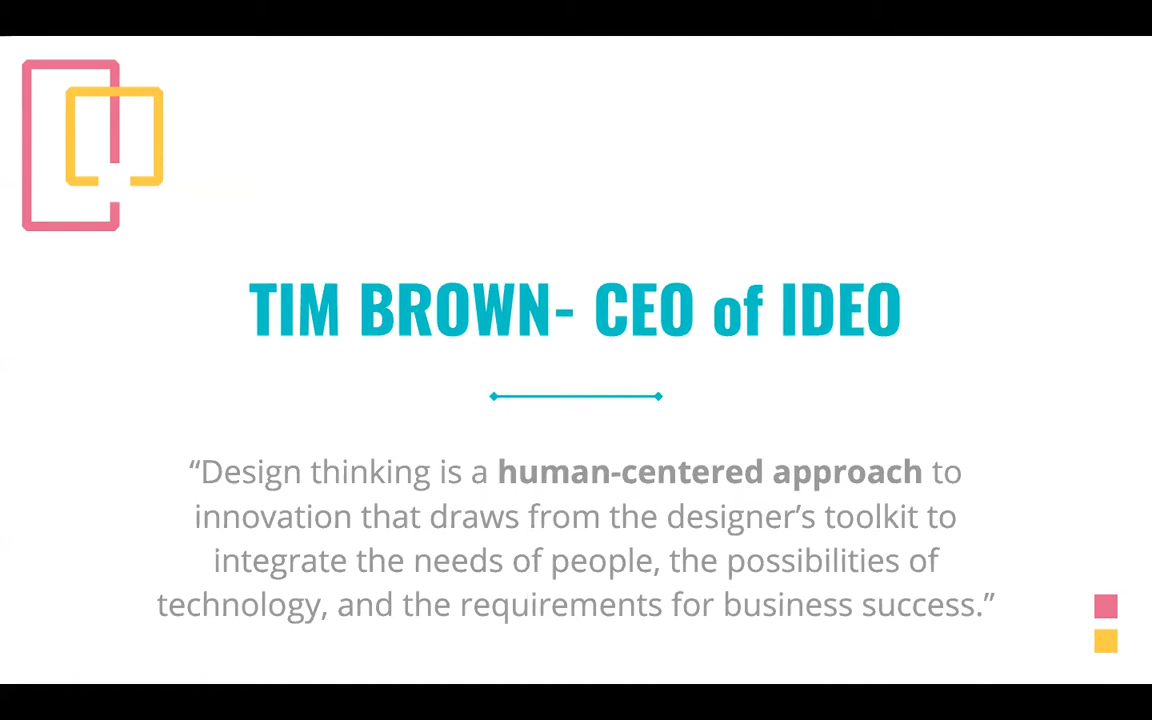 TIM BROWN- CEO of IDEO
“Design thinking is a human-centered approach to
innovation that draws from the designer’s toolkit to
integrate the needs of people, the possibilities of
technology, and the requirements for business success.”